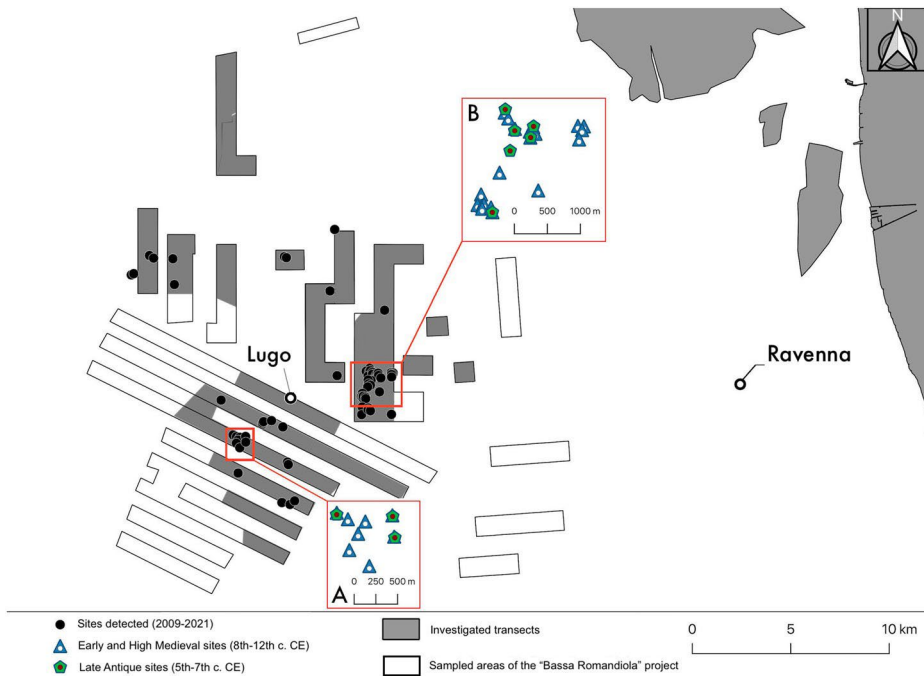 N
B
0 500 1000 m
Lugo
Ravenna
0 250 500 m
A
Sites detected (2009-2021)
Early and High Medieval sites (8th-12th c. CE)
Late Antique sites (5th-7th c. CE)
Investigated transects
Sampled areas of the "Bassa Romandiola" project
0 5 10 km